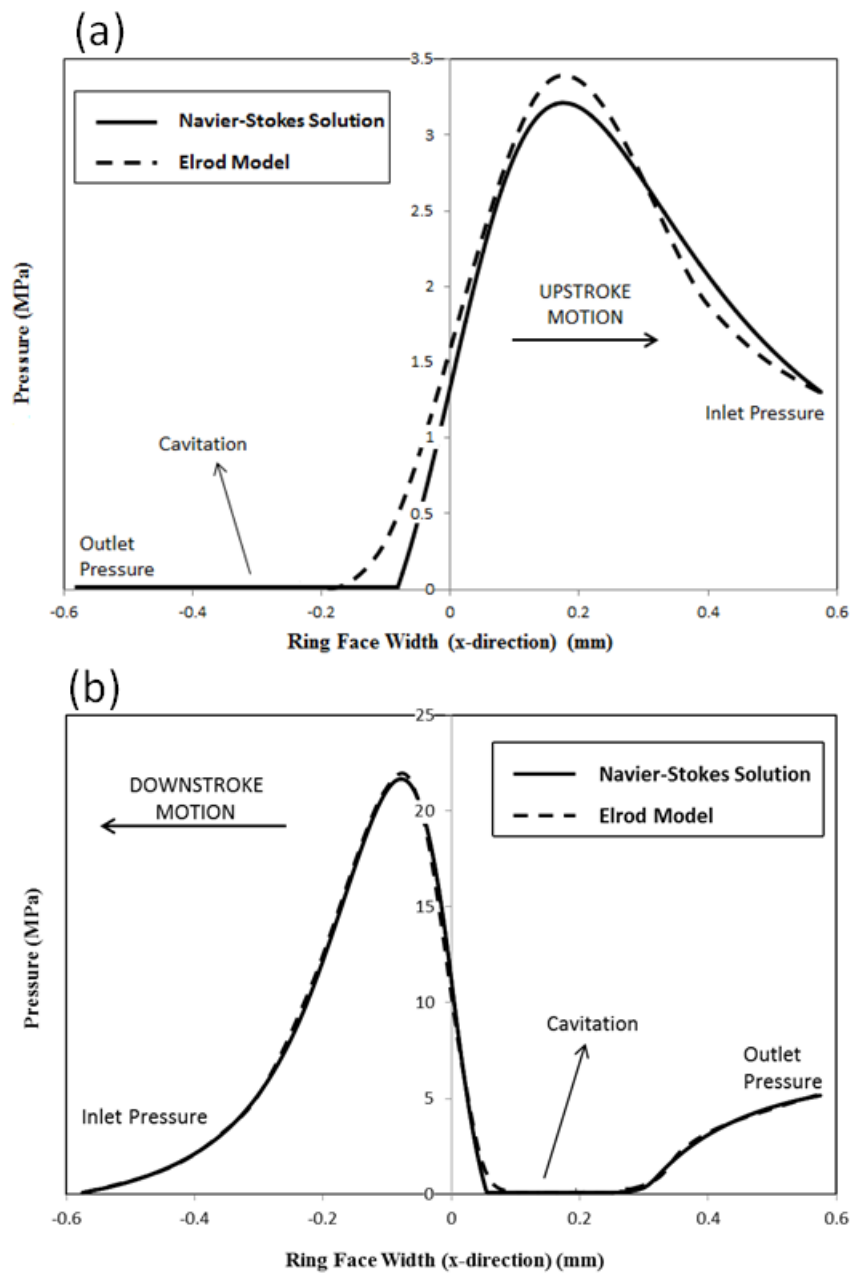 (a)
3.5
Navier-Stokes Solution
Elrod Model
3
2.5
2
1.5
1
0.5
0
Pressure (MPa)
UPSTROKE
MOTION
Inlet Pressure
Cavitation
Outlet
Pressure
-0.6
-0.4
-0.2
0
0.2
0.4
0.6
Ring Face Width (x-direction) (mm)
(b)
25
DOWNSTROKE
MOTION
Navier-Stokes Solution
Elrod Model
20
15
10
5
0
Pressure (MPa)
Cavitation
Outlet
Pressure
Inlet Pressure
-0.6
-0.4
-0.2
0
0.2
0.4
0.6
Ring Face Width (x-direction) (mm)